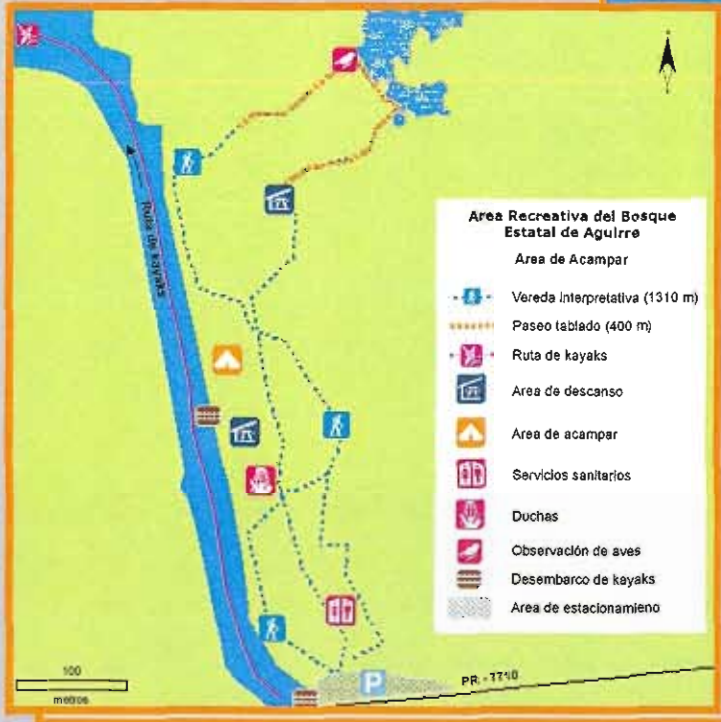 Ruta de kayaks
Area Recreativa del Bosque
Estatal de Aguirre
Area de Acampar
Vereda Interpretativa (1310 m)
Paseo tablado (400 m)
Ruta de kayaks
Area de descanso
Area de acampar
Servicios sanitarios
Duchas
Observación de aves
Desembarco de kayaks
Area de estacionamieno
100
metros
P
PR - 7710